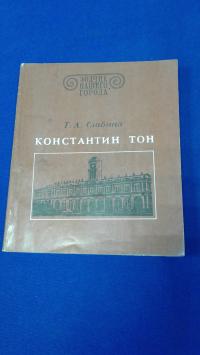 ЗОДЧИЕ
НАШЕГО
ГОРОДА
Т. А. Славина
КОНСТАНТИН ТОН